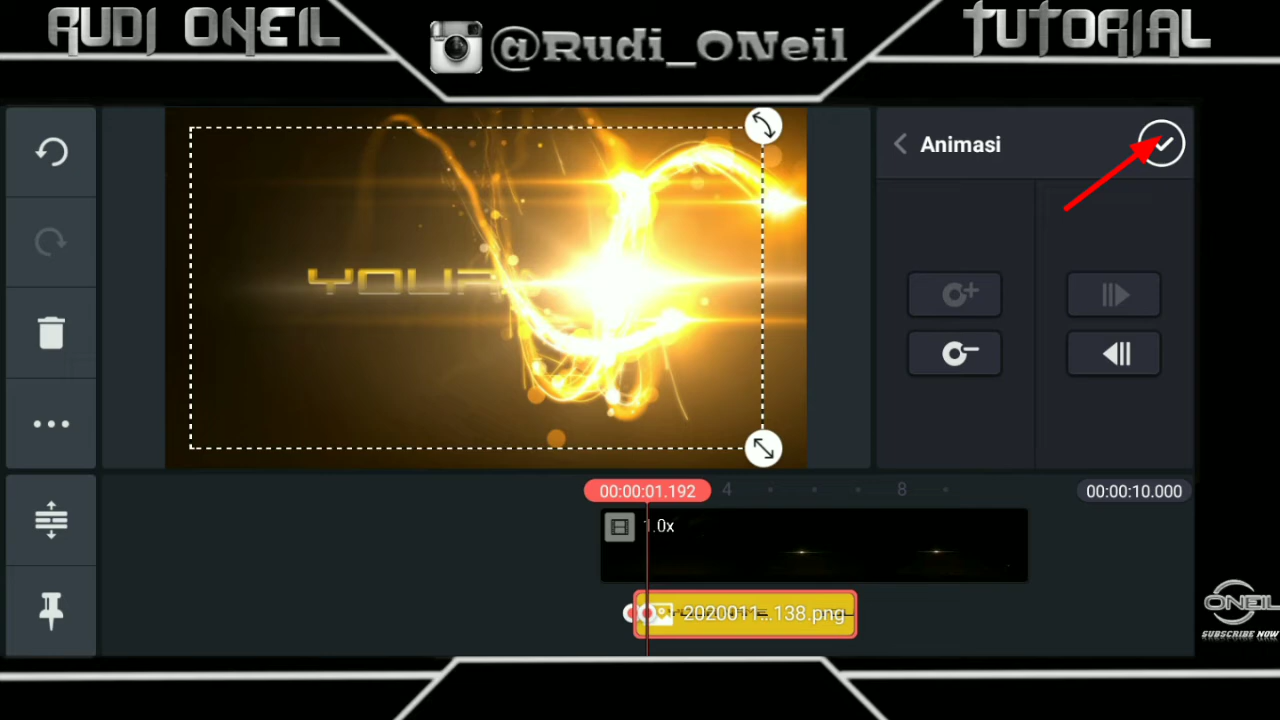 RUDI ONEIL
@Rudi_ONeil
TUTORIAL
Animasi
YOUR
00:00:01.192
4
8
00:00:10.000
1.0x
2020011...138.png
ONEIL
SUBSCRIBE NOW